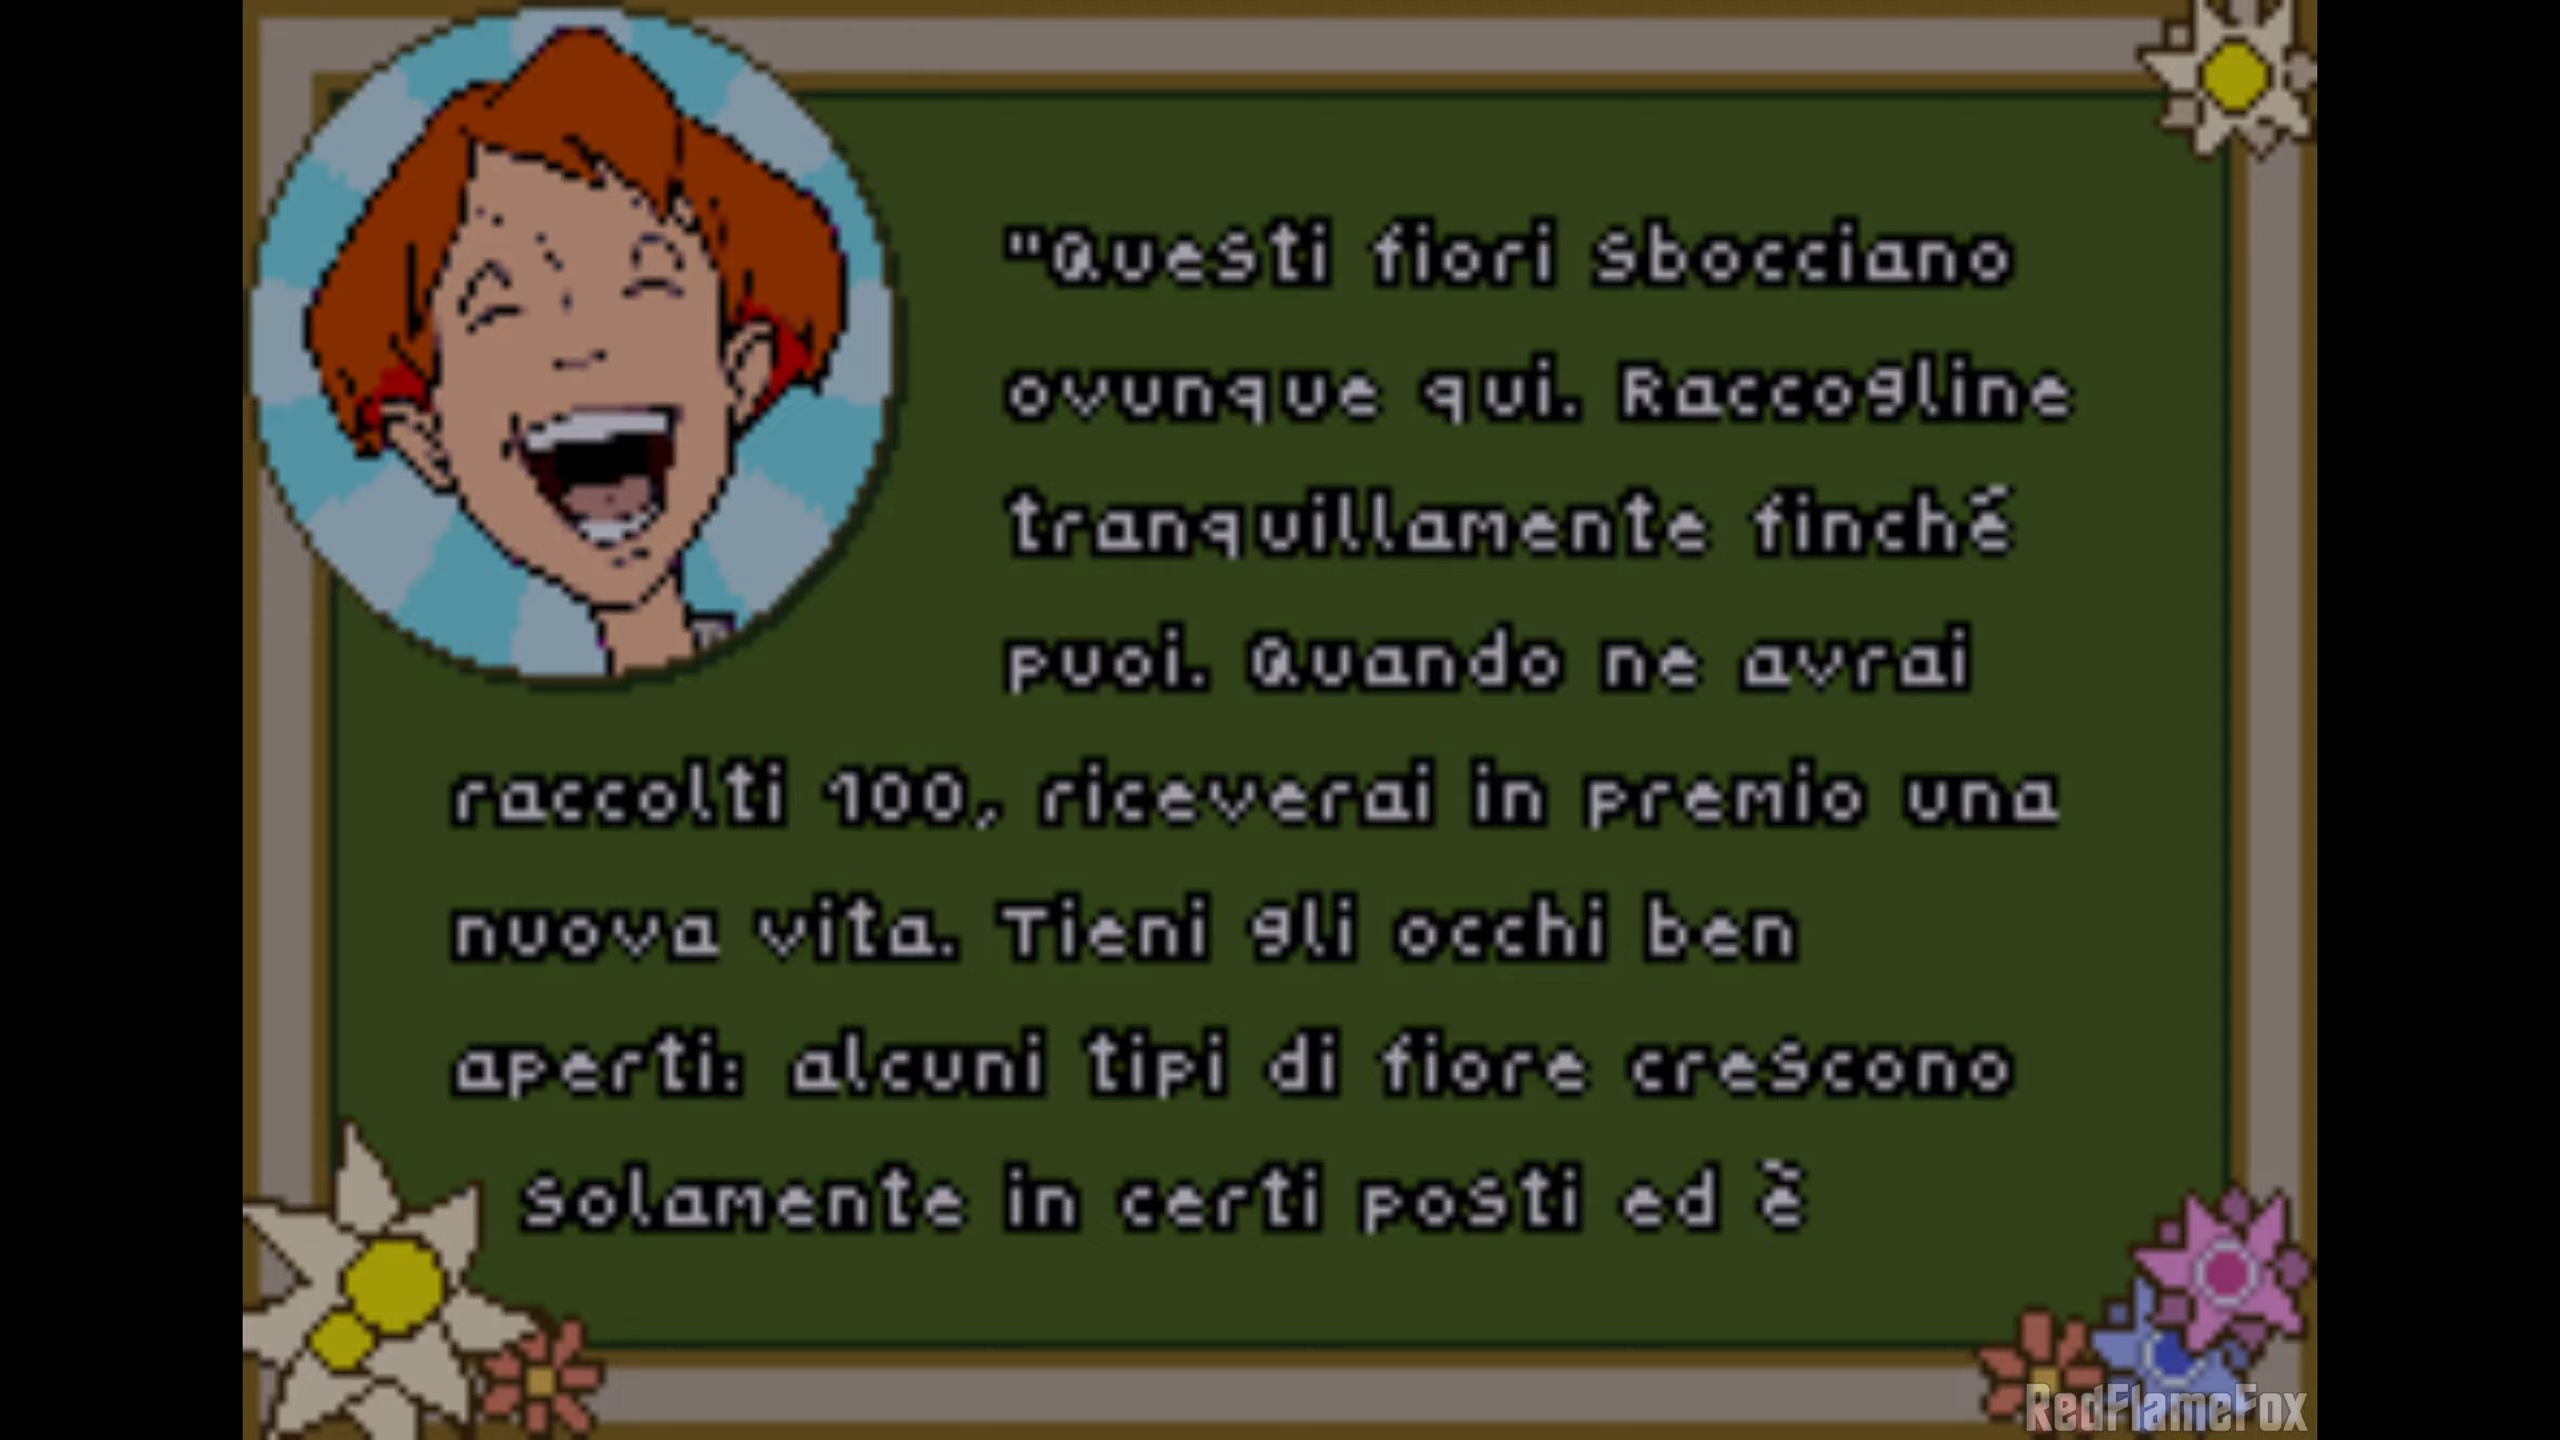 "Questi fiori sbocciano
ovunque qui. Raccogline
tranquillamente finché
puoi. Quando ne avrai
raccolti 100, riceverai in premio una
nuova vita. Tieni gli occhi ben
aperti: alcuni tipi di fiore crescono
solamente in certi posti ed è
RedFlameFox